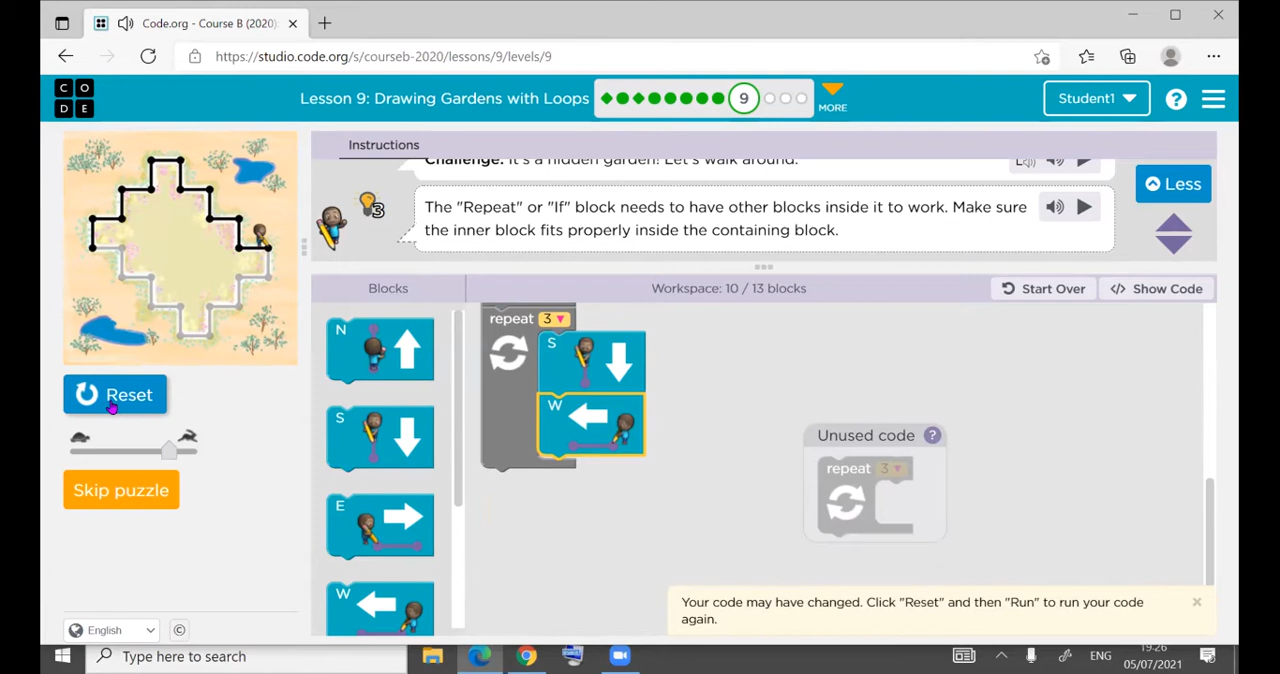 Code.org - Course B (2020)
https://studio.code.org/s/courseb-2020/lessons/9/levels/9
C O
D E
Lesson 9: Drawing Gardens with Loops
9
MORE
Student1
Instructions
Challenge: It's a hidden garden! Let's walk around.
Less
3
The "Repeat" or "If" block needs to have other blocks inside it to work. Make sure
the inner block fits properly inside the containing block.
Blocks
Workspace: 10 / 13 blocks
Start Over
Show Code
N
S
E
W
repeat 3
S
W
Unused code
repeat 3
Reset
Skip puzzle
Your code may have changed. Click "Reset" and then "Run" to run your code
again.
English
Type here to search
ENG
19:26
05/07/2021